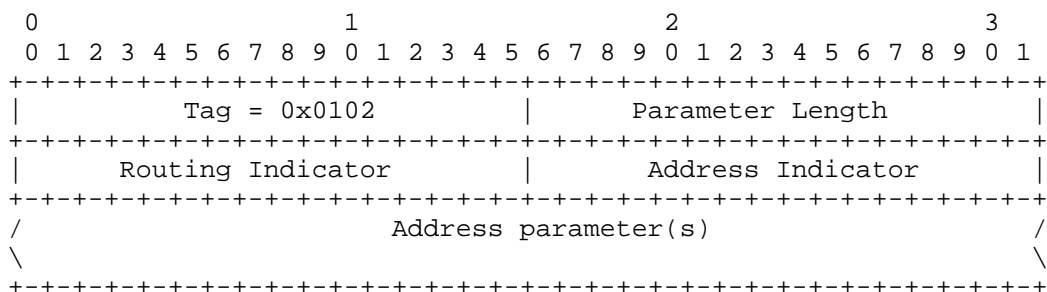 0                   1                   2                   3
 0 1 2 3 4 5 6 7 8 9 0 1 2 3 4 5 6 7 8 9 0 1 2 3 4 5 6 7 8 9 0 1
+-+-+-+-+-+-+-+-+-+-+-+-+-+-+-+-+-+-+-+-+-+-+-+-+-+-+-+-+-+-+-+-+
|          Tag = 0x0102         |      Parameter Length         |
+-+-+-+-+-+-+-+-+-+-+-+-+-+-+-+-+-+-+-+-+-+-+-+-+-+-+-+-+-+-+-+-+
|      Routing Indicator        |       Address Indicator       |
+-+-+-+-+-+-+-+-+-+-+-+-+-+-+-+-+-+-+-+-+-+-+-+-+-+-+-+-+-+-+-+-+
/                       Address parameter(s)                    /
\                                                               \
+-+-+-+-+-+-+-+-+-+-+-+-+-+-+-+-+-+-+-+-+-+-+-+-+-+-+-+-+-+-+-+-+